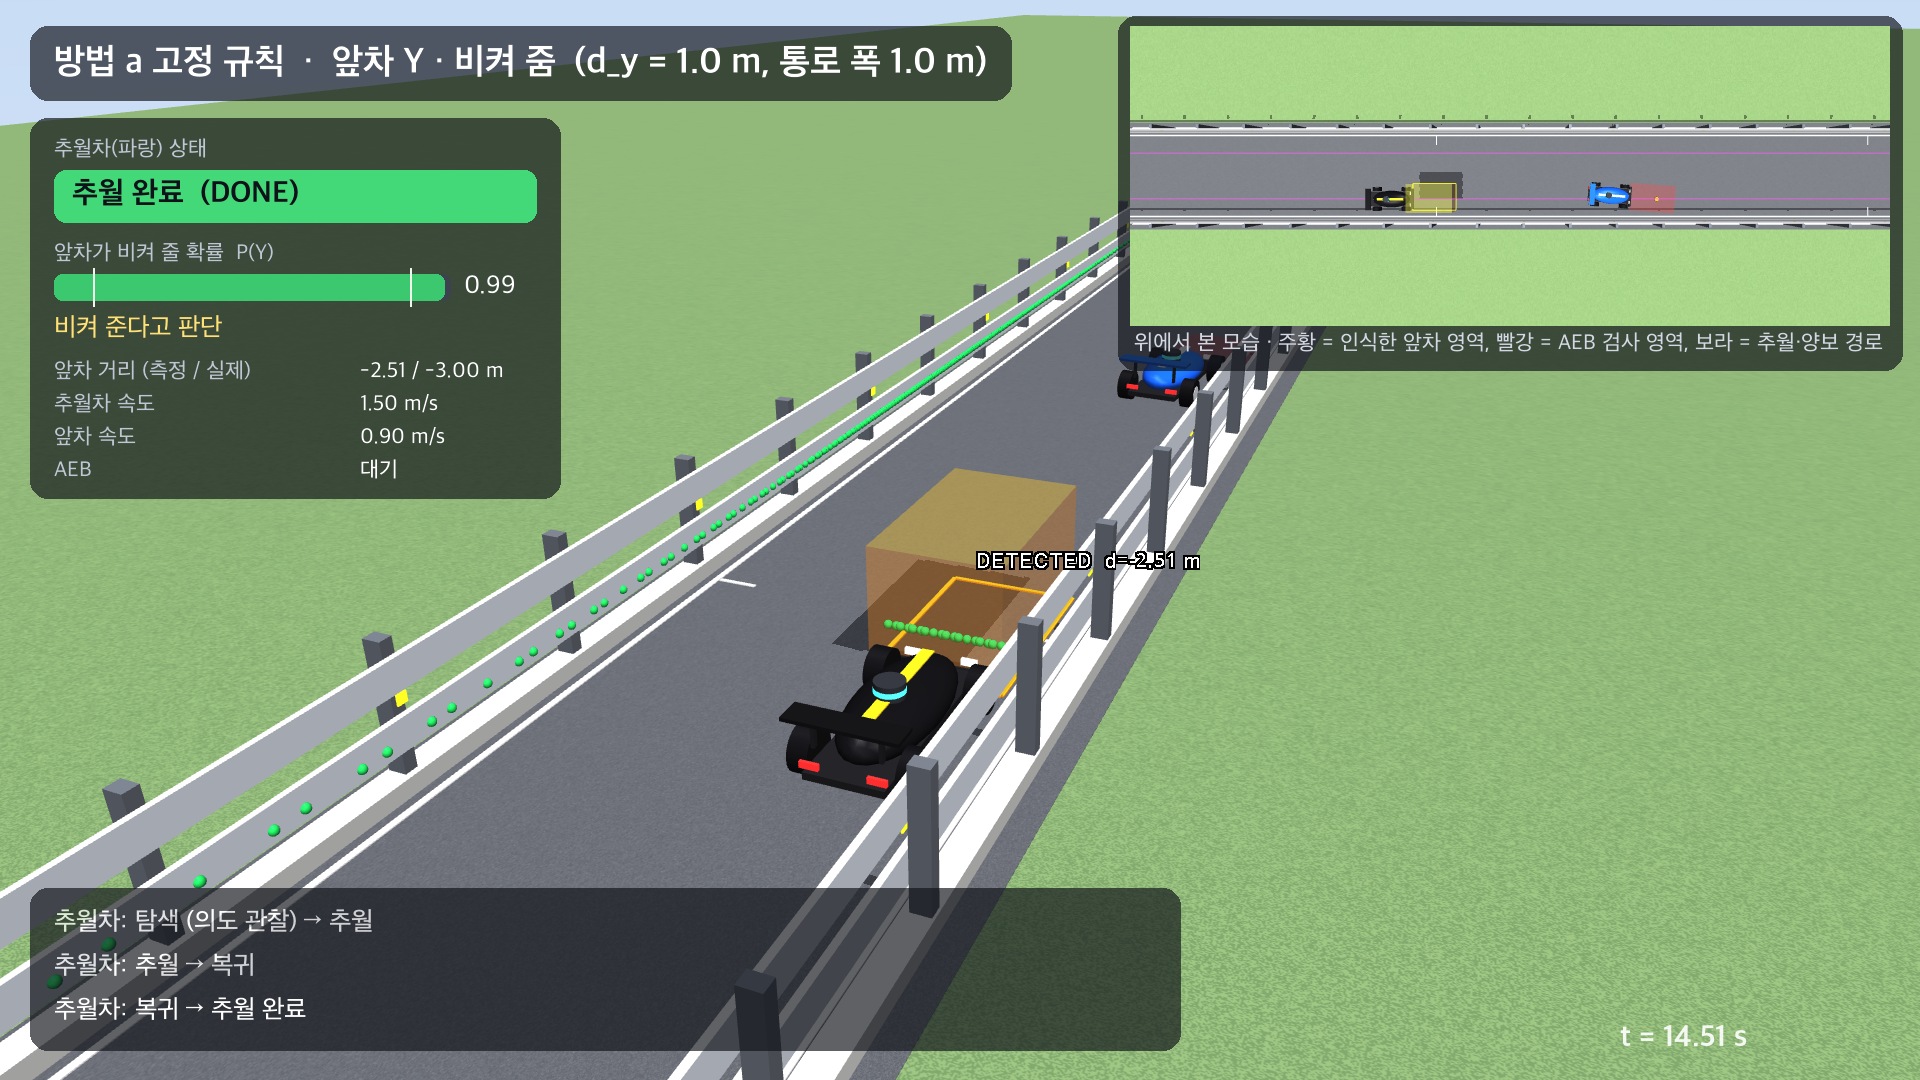 방법 a 고정 규칙 · 앞차 Y · 비켜 줌 (d_y = 1.0 m, 통로 폭 1.0 m)
추월차(파랑) 상태
추월 완료 (DONE)
앞차가 비켜 줄 확률 P(Y)
0.99
비켜 준다고 판단
앞차 거리 (측정 / 실제) -2.51 / -3.00 m
추월차 속도 1.50 m/s
앞차 속도 0.90 m/s
AEB 대기
위에서 본 모습 · 주황 = 인식한 앞차 영역, 빨강 = AEB 검사 영역, 보라 = 추월·양보 경로
DETECTED d=-2.51 m
추월차: 탐색 (의도 관찰) → 추월
추월차: 추월 → 복귀
추월차: 복귀 → 추월 완료
t = 14.51 s